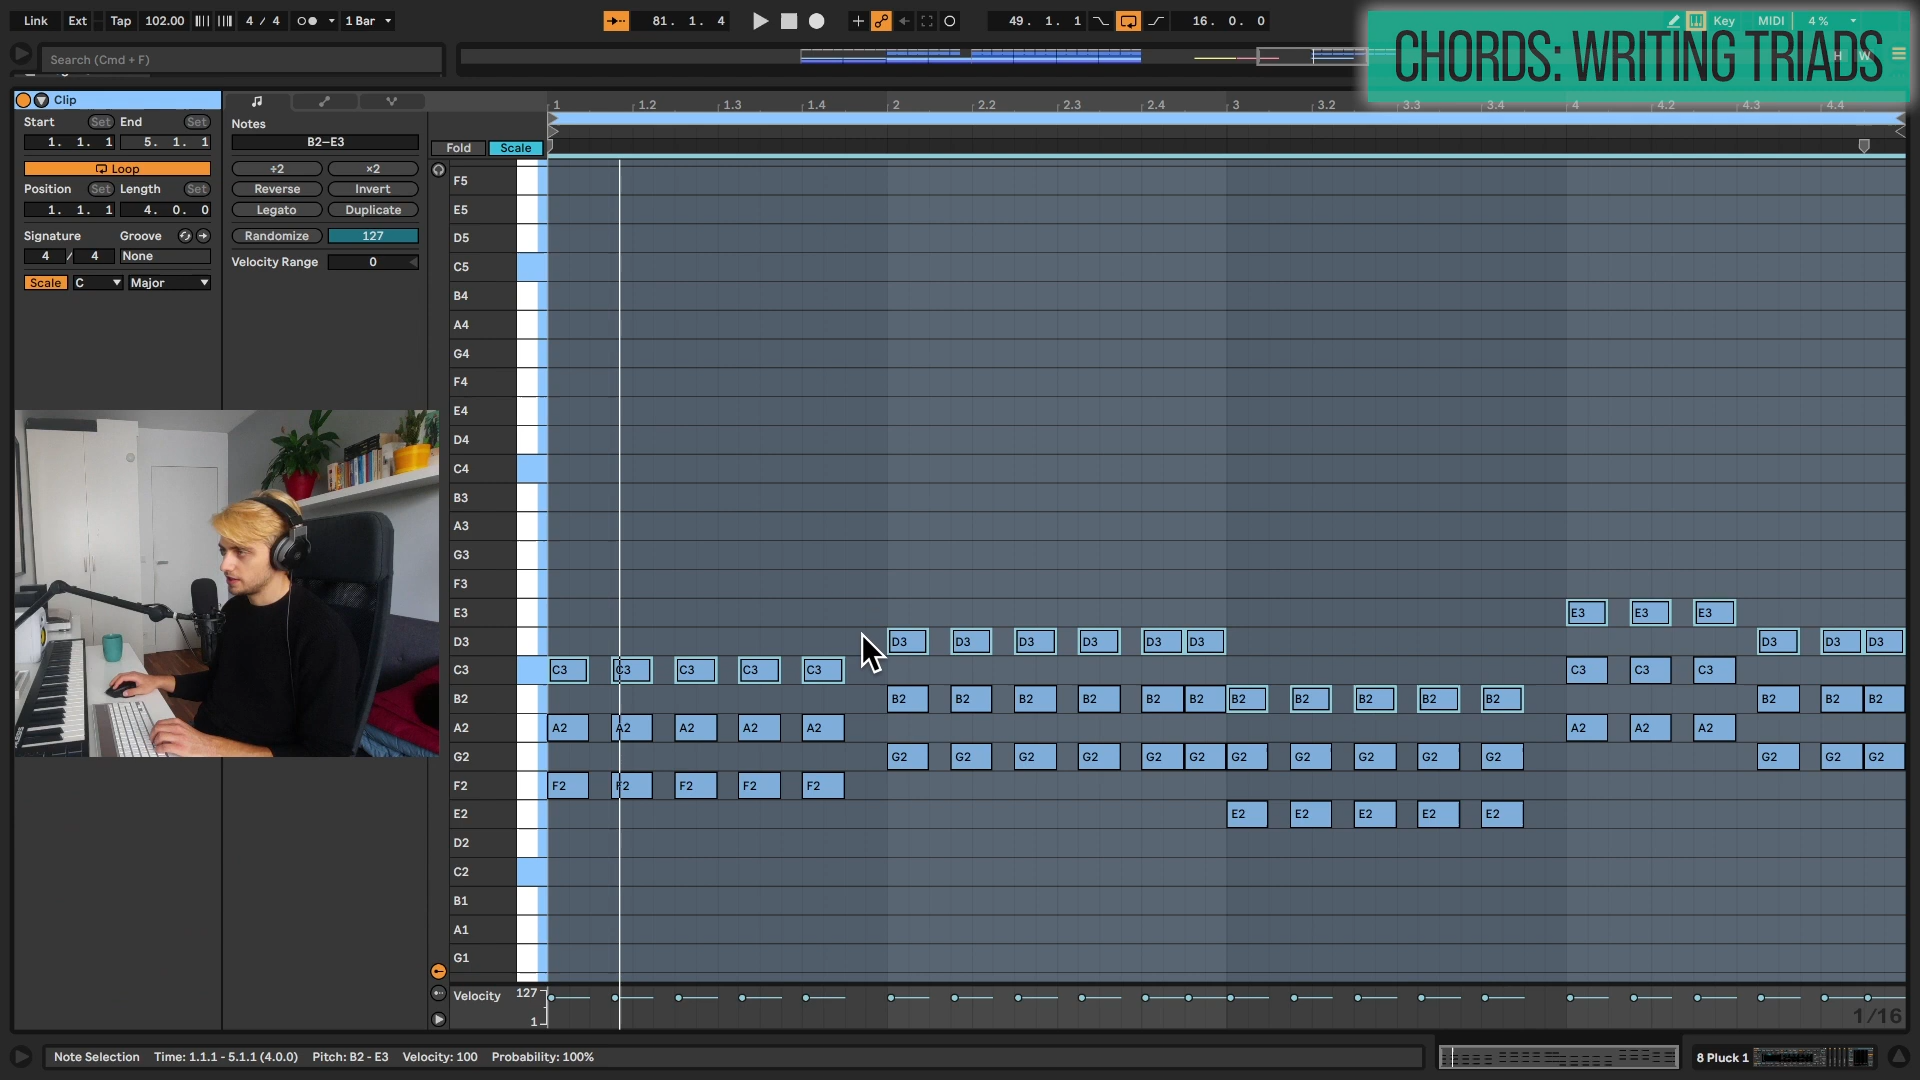 Link Ext Tap 102.00 4 / 4 1 Bar 81. 1. 4 49. 1. 1 16. 0. 0 Key MIDI 4 %
CHORDS: WRITING TRIADS
Search (Cmd + F) H W
Clip
Start Set End Set
1. 1. 1 5. 1. 1
Loop
Position Set Length Set
1. 1. 1 4. 0. 0
Signature Groove
4 / 4 None
Scale C Major
Notes
B2–E3
÷2 ×2
Reverse Invert
Legato Duplicate
Randomize 127
Velocity Range 0
1 1.2 1.3 1.4 2 2.2 2.3 2.4 3 3.2 3.3 3.4 4 4.2 4.3 4.4
Fold Scale
F5
E5
D5
C5
B4
A4
G4
F4
E4
D4
C4
B3
A3
G3
F3
E3 E3 E3 E3
D3 D3 D3 D3 D3 D3 D3 D3 D3 D3
C3 C3 C3 C3 C3 C3 C3 C3 C3
B2 B2 B2 B2 B2 B2 B2 B2 B2 B2 B2 B2 B2 B2 B2
A2 A2 A2 A2 A2 A2 A2 A2 A2
G2 G2 G2 G2 G2 G2 G2 G2 G2 G2 G2 G2 G2 G2 G2
F2 F2 F2 F2 F2 F2
E2 E2 E2 E2 E2 E2
D2
C2
B1
A1
G1
Velocity 127
1
1/16
Note Selection Time: 1.1.1 - 5.1.1 (4.0.0) Pitch: B2 - E3 Velocity: 100 Probability: 100%
8 Pluck 1